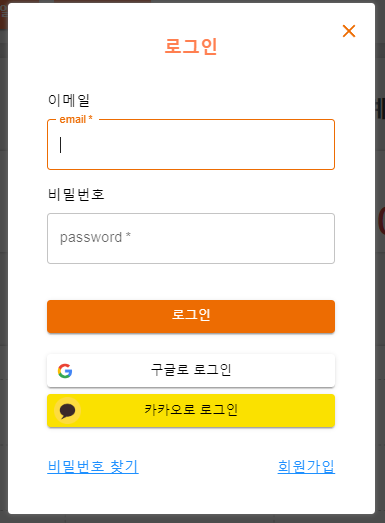 로그인
이메일
email *
비밀번호
password *
로그인
구글로 로그인
카카오로 로그인
비밀번호 찾기 회원가입